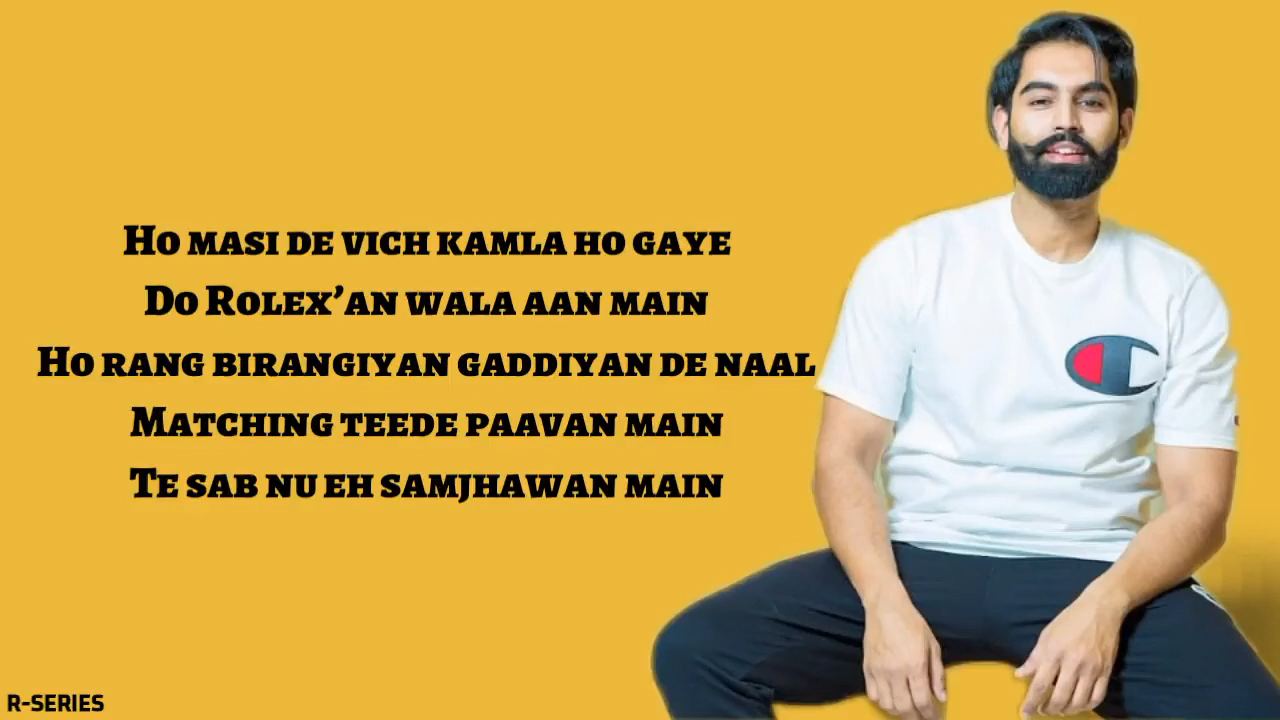 Ho masi de vich kamla ho gaye
Do Rolex'an wala aan main
Ho rang birangiyan gaddiyan de naal
Matching teede paavan main
Te sab nu eh samjhawan main
R-SERIES